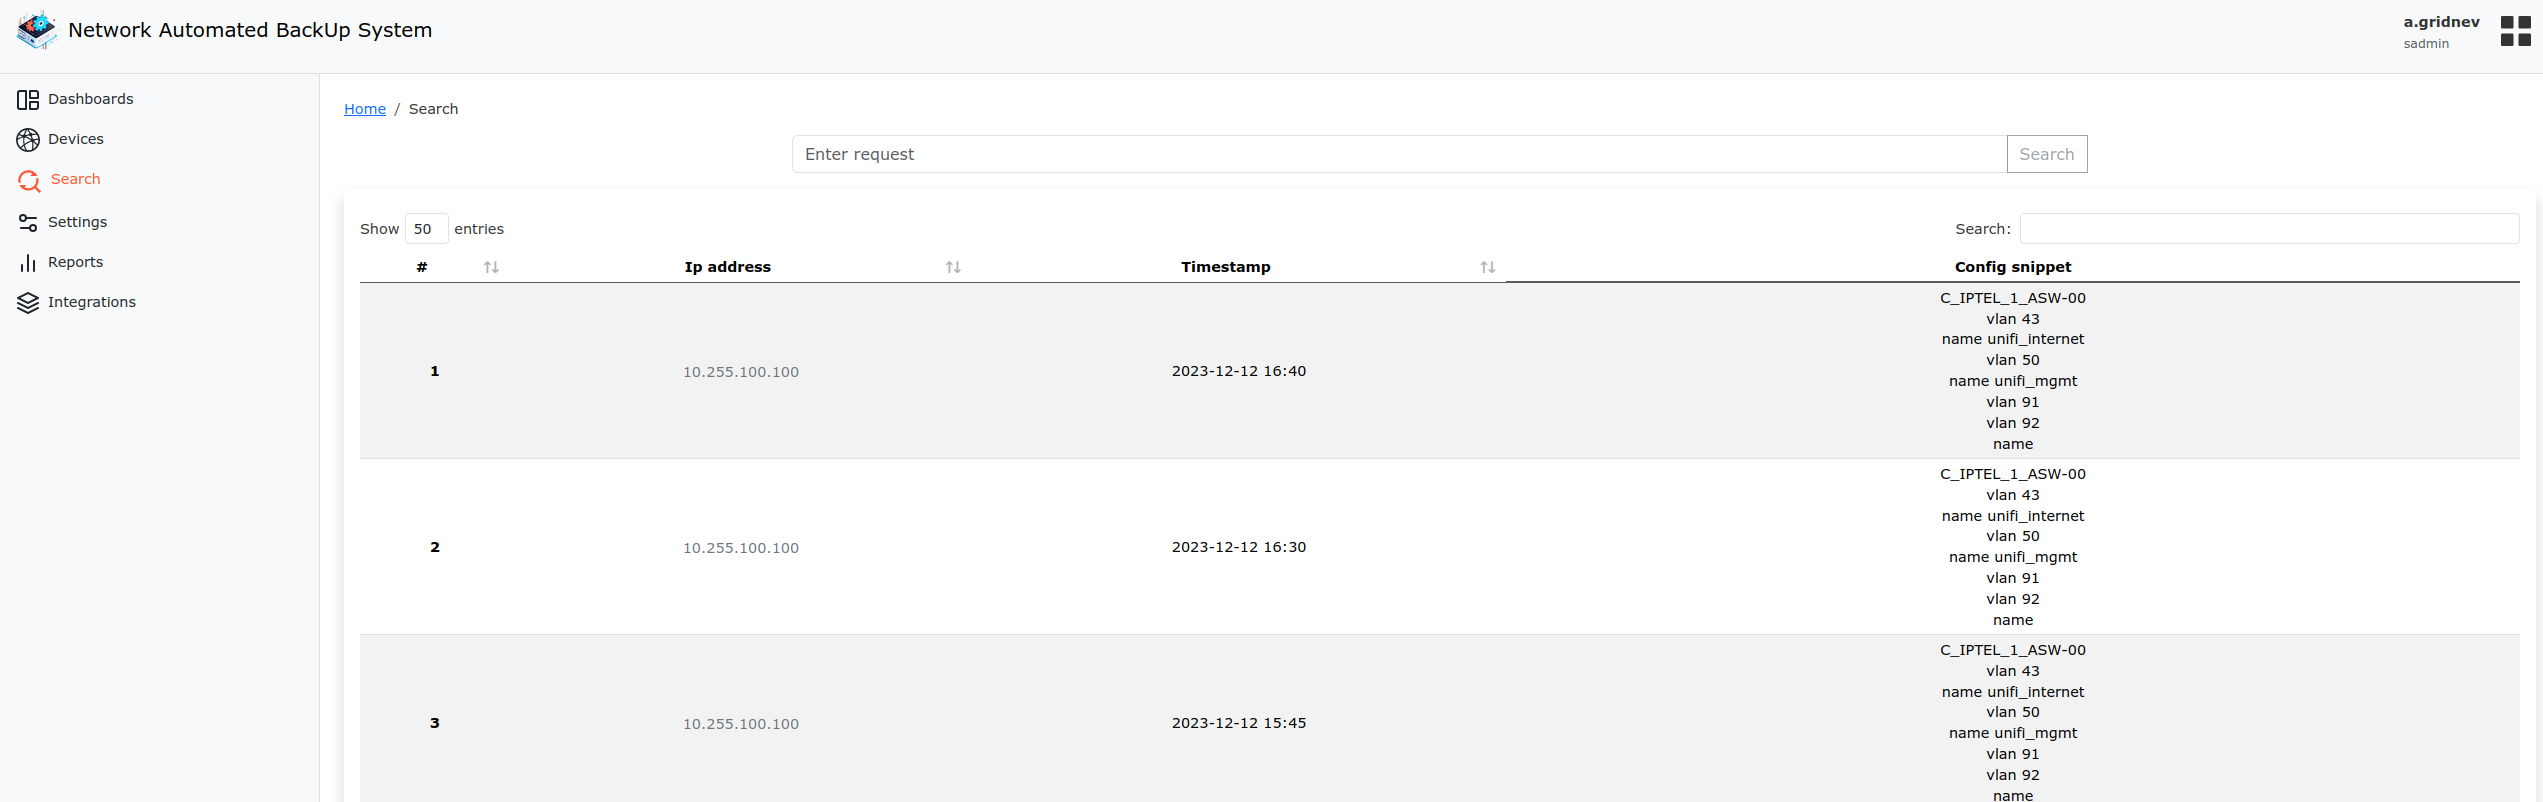 Network Automated BackUp System
a.gridnev
sadmin
Dashboards
Devices
Search
Settings
Reports
Integrations
Home / Search
Enter request Search
Show 50 entries Search:
# Ip address Timestamp Config snippet
C_IPTEL_1_ASW-00
vlan 43
name unifi_internet
vlan 50
1 10.255.100.100 2023-12-12 16:40
name unifi_mgmt
vlan 91
vlan 92
name
C_IPTEL_1_ASW-00
vlan 43
name unifi_internet
vlan 50
2 10.255.100.100 2023-12-12 16:30
name unifi_mgmt
vlan 91
vlan 92
name
C_IPTEL_1_ASW-00
vlan 43
name unifi_internet
vlan 50
3 10.255.100.100 2023-12-12 15:45
name unifi_mgmt
vlan 91
vlan 92
name